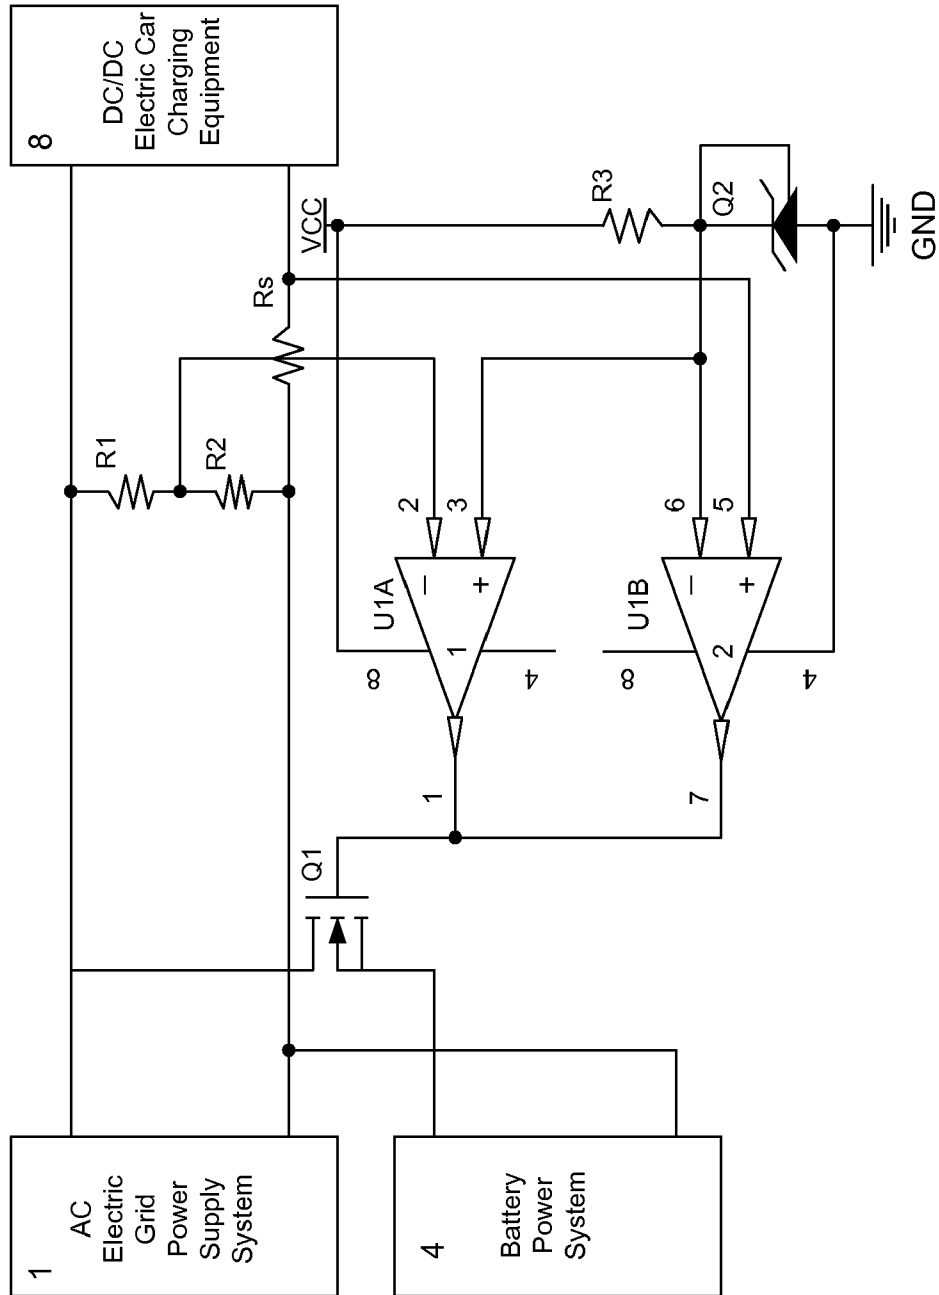 8
DC/DC
Electric Car
Charging
Equipment
VCC
R3
Q2
GND
Rs
R1
R2
2
3
6
5
U1A
−
+
U1B
−
+
8
1
4
8
2
4
1
7
Q1
1
AC
Electric
Grid
Power
Supply
System
4
Battery
Power
System